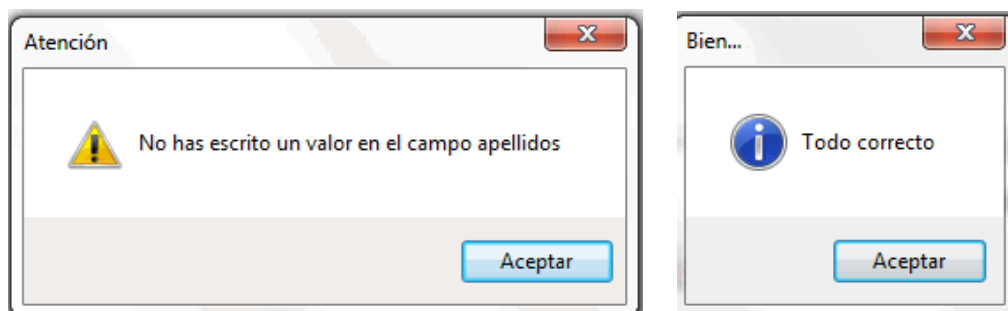 Atención
No has escrito un valor en el campo apellidos
Aceptar
Bien...
Todo correcto
Aceptar